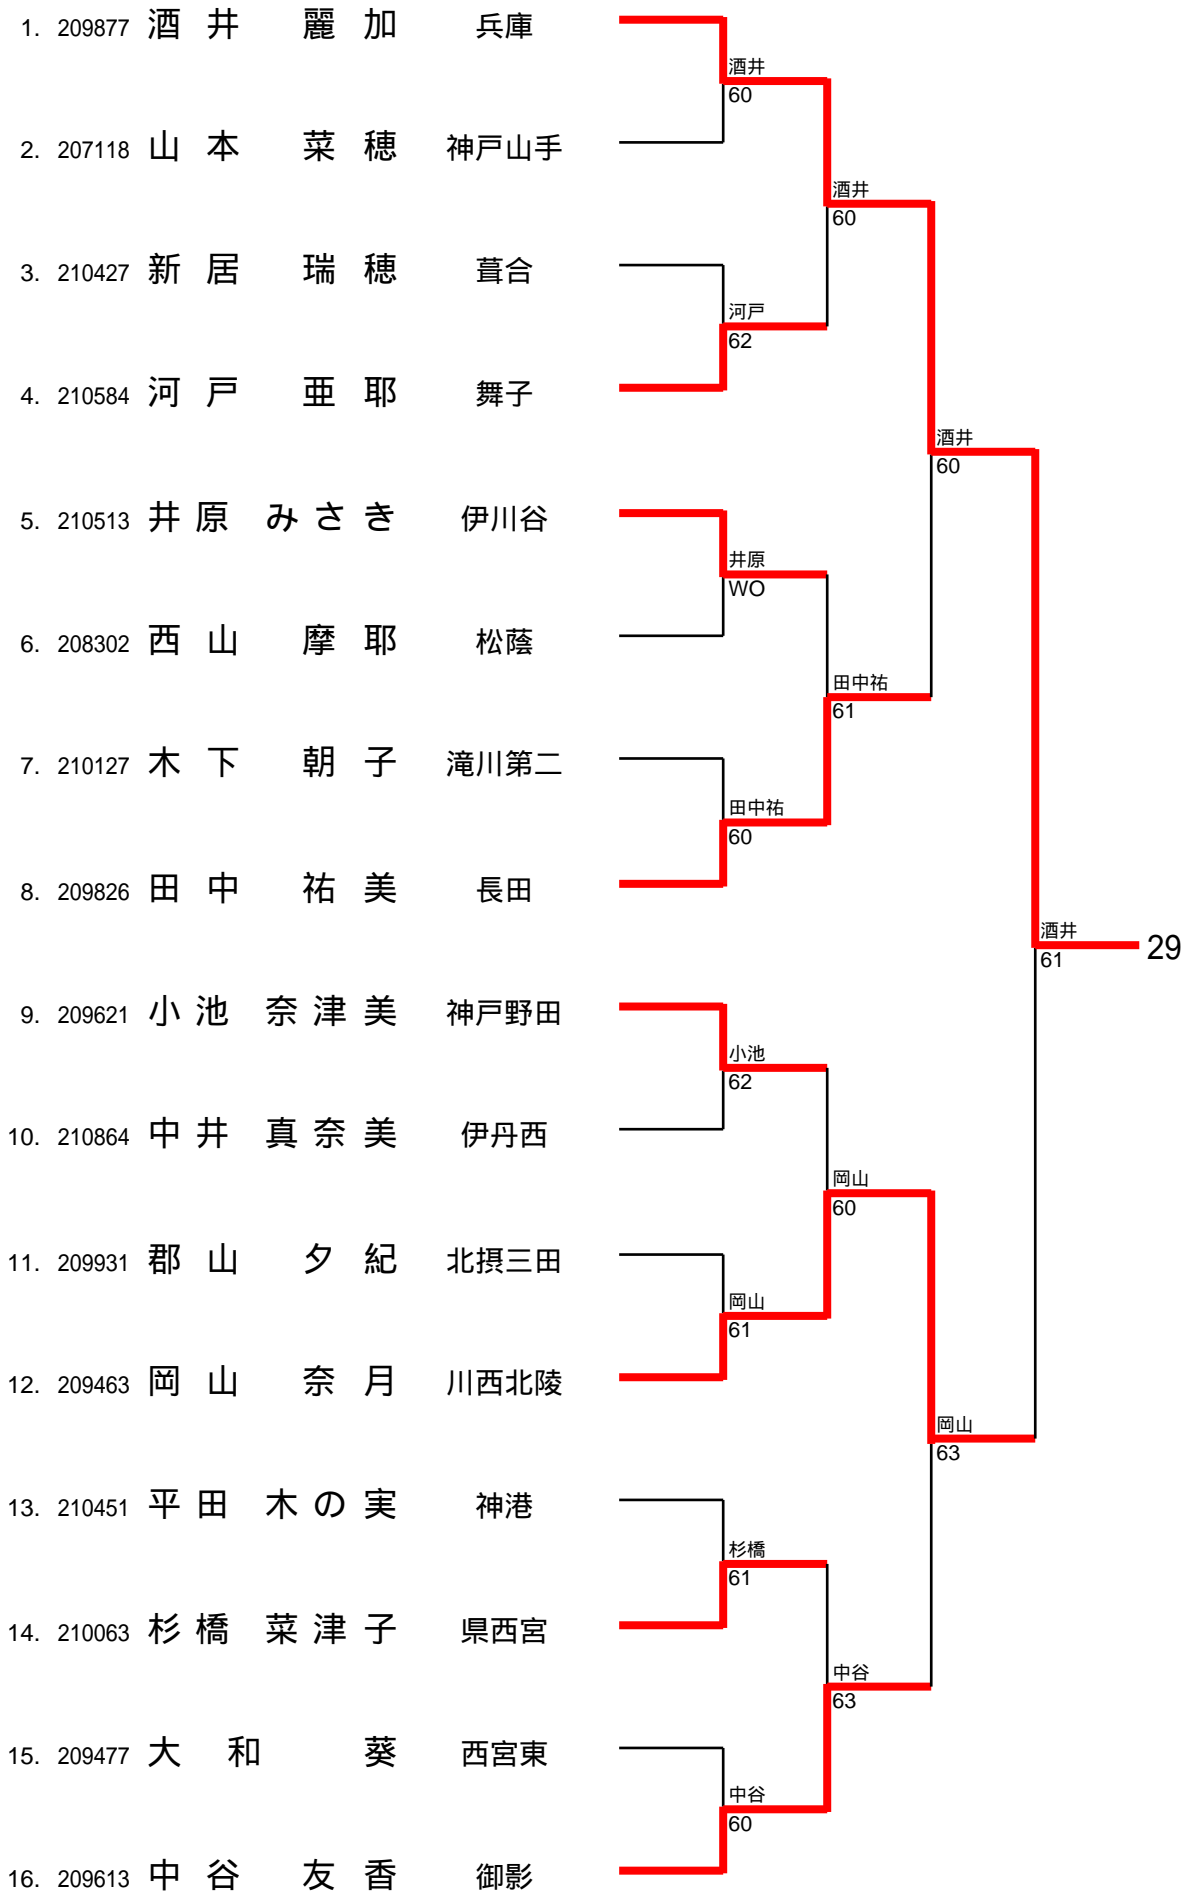 1. 209877 酒井 麗加 兵庫
酒井
60
2. 207118 山本 菜穂 神戸山手
酒井
60
3. 210427 新居 瑞穂 葺合
河戸
62
4. 210584 河戸 亜耶 舞子
酒井
60
5. 210513 井原 みさき 伊川谷
井原
WO
6. 208302 西山 摩耶 松蔭
田中祐
61
7. 210127 木下 朝子 滝川第二
田中祐
60
8. 209826 田中 祐美 長田
酒井
61
29
9. 209621 小池 奈津美 神戸野田
小池
62
10. 210864 中井 真奈美 伊丹西
岡山
60
11. 209931 郡山 夕紀 北摂三田
岡山
61
12. 209463 岡山 奈月 川西北陵
岡山
63
13. 210451 平田 木の実 神港
杉橋
61
14. 210063 杉橋 菜津子 県西宮
中谷
63
15. 209477 大和 葵 西宮東
中谷
60
16. 209613 中谷 友香 御影